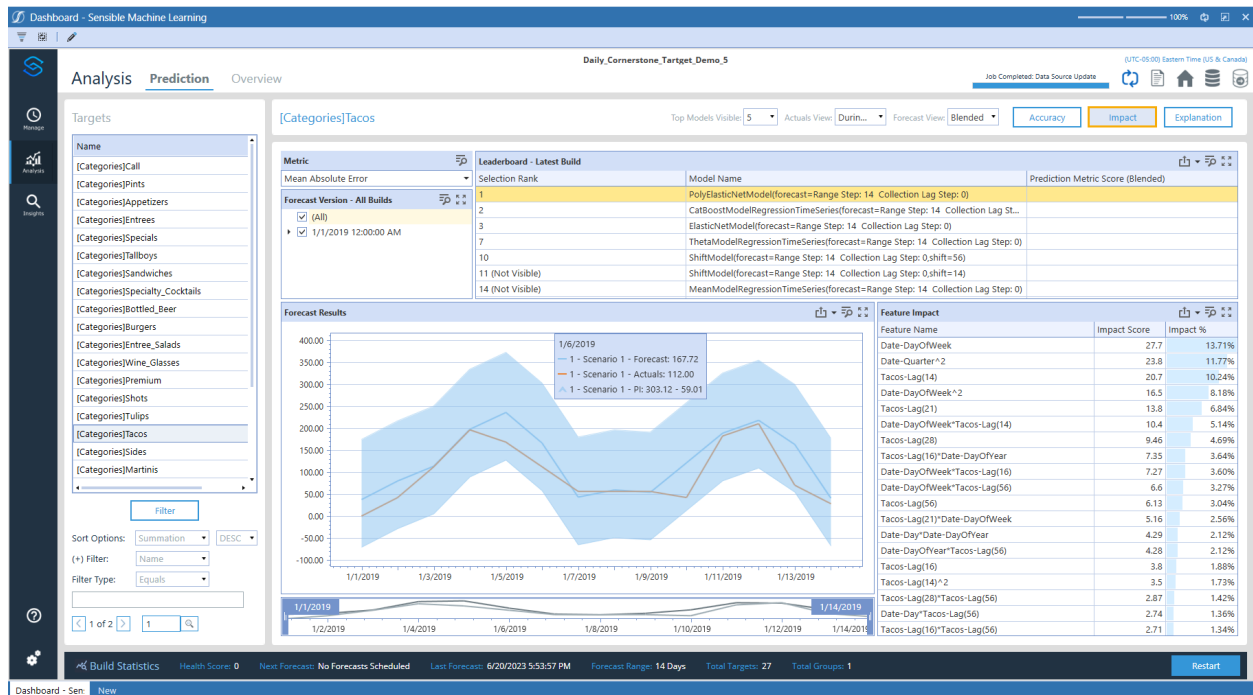 Dashboard - Sensible Machine Learning
100%
Daily_Cornerstone_Tartget_Demo_5
(UTC-05:00) Eastern Time (US & Canada)
Analysis Prediction Overview
Job Completed: Data Source Update
Manage
Analysis
Insights
Targets
Name
[Categories]Call
[Categories]Pints
[Categories]Appetizers
[Categories]Entrees
[Categories]Specials
[Categories]Tallboys
[Categories]Sandwiches
[Categories]Specialty_Cocktails
[Categories]Bottled_Beer
[Categories]Burgers
[Categories]Entree_Salads
[Categories]Wine_Glasses
[Categories]Premium
[Categories]Shots
[Categories]Tulips
[Categories]Tacos
[Categories]Sides
[Categories]Martinis
Filter
Sort Options: Summation DESC
(+) Filter: Name
Filter Type: Equals
1 of 2 1
[Categories]Tacos
Top Models Visible: 5 Actuals View: Durin... Forecast View: Blended Accuracy Impact Explanation
Metric
Mean Absolute Error
Forecast Version - All Builds
(All)
1/1/2019 12:00:00 AM
Leaderboard - Latest Build
Selection Rank Model Name Prediction Metric Score (Blended)
1 PolyElasticNetModel(forecast=Range Step: 14 Collection Lag Step: 0)
2 CatBoostModelRegressionTimeSeries(forecast=Range Step: 14 Collection Lag St...
3 ElasticNetModel(forecast=Range Step: 14 Collection Lag Step: 0)
7 ThetaModelRegressionTimeSeries(forecast=Range Step: 14 Collection Lag Step: 0)
10 ShiftModel(forecast=Range Step: 14 Collection Lag Step: 0,shift=56)
11 (Not Visible) ShiftModel(forecast=Range Step: 14 Collection Lag Step: 0,shift=14)
14 (Not Visible) MeanModelRegressionTimeSeries(forecast=Range Step: 14 Collection Lag Step: 0)
Forecast Results
400.00
350.00
300.00
250.00
200.00
150.00
100.00
50.00
0.00
-50.00
-100.00
1/6/2019
1 - Scenario 1 - Forecast: 167.72
1 - Scenario 1 - Actuals: 112.00
1 - Scenario 1 - PI: 303.12 - 59.01
1/1/2019 1/3/2019 1/5/2019 1/7/2019 1/9/2019 1/11/2019 1/13/2019
1/1/2019 1/14/2019
1/2/2019 1/4/2019 1/6/2019 1/8/2019 1/10/2019 1/12/2019 1/14/2019
Feature Impact
Feature Name Impact Score Impact %
Date-DayOfWeek 27.7 13.71%
Date-Quarter^2 23.8 11.77%
Tacos-Lag(14) 20.7 10.24%
Date-DayOfWeek^2 16.5 8.18%
Tacos-Lag(21) 13.8 6.84%
Date-DayOfWeek*Tacos-Lag(14) 10.4 5.14%
Tacos-Lag(28) 9.46 4.69%
Tacos-Lag(16)*Date-DayOfYear 7.35 3.64%
Date-DayOfWeek*Tacos-Lag(16) 7.27 3.60%
Date-DayOfWeek*Tacos-Lag(56) 6.6 3.27%
Tacos-Lag(56) 6.13 3.04%
Tacos-Lag(21)*Date-DayOfWeek 5.16 2.56%
Date-Day*Date-DayOfWeek 4.29 2.12%
Date-DayOfYear*Tacos-Lag(56) 4.28 2.12%
Tacos-Lag(16) 3.8 1.88%
Tacos-Lag(14)^2 3.5 1.73%
Tacos-Lag(28)*Tacos-Lag(56) 2.87 1.42%
Date-Day*Tacos-Lag(56) 2.74 1.36%
Tacos-Lag(16)*Tacos-Lag(56) 2.71 1.34%
Build Statistics Health Score: 0 Next Forecast: No Forecasts Scheduled Last Forecast: 6/20/2023 5:53:57 PM Forecast Range: 14 Days Total Targets: 27 Total Groups: 1 Restart
Dashboard - Sen: New